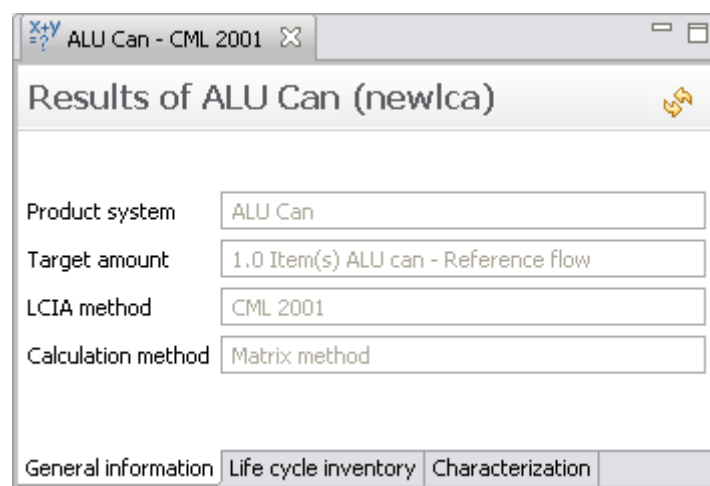 x+y=? ALU Can - CML 2001
Results of ALU Can (newlca)
Product system ALU Can
Target amount 1.0 Item(s) ALU can - Reference flow
LCIA method CML 2001
Calculation method Matrix method
General information Life cycle inventory Characterization